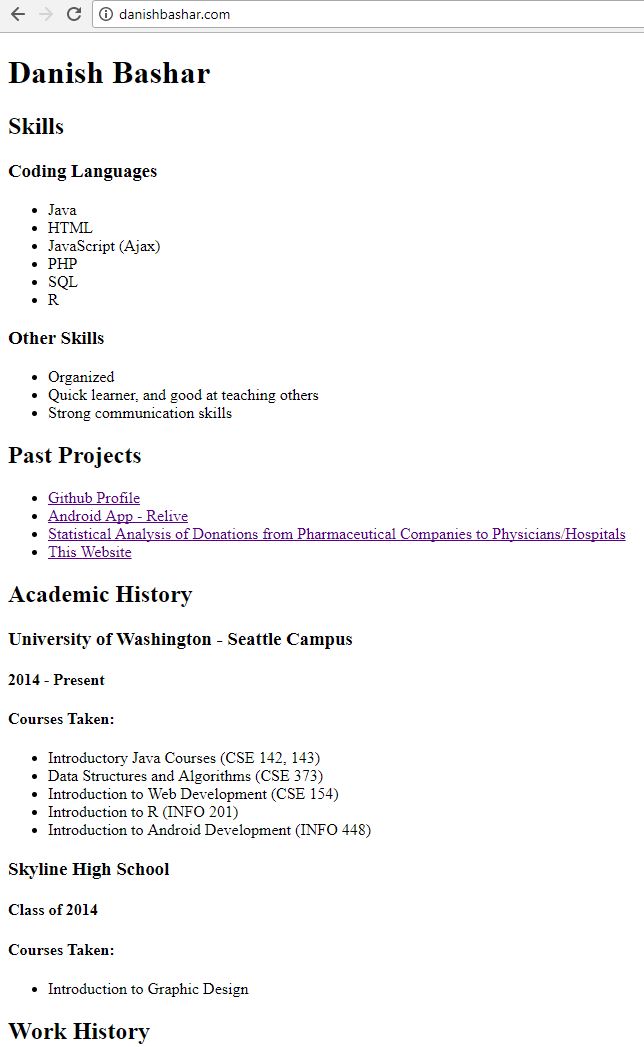 danishbashar.com
Danish Bashar
Skills
Coding Languages
Java
HTML
JavaScript (Ajax)
PHP
SQL
R
Other Skills
Organized
Quick learner, and good at teaching others
Strong communication skills
Past Projects
Github Profile
Android App - Relive
Statistical Analysis of Donations from Pharmaceutical Companies to Physicians/Hospitals
This Website
Academic History
University of Washington - Seattle Campus
2014 - Present
Courses Taken:
Introductory Java Courses (CSE 142, 143)
Data Structures and Algorithms (CSE 373)
Introduction to Web Development (CSE 154)
Introduction to R (INFO 201)
Introduction to Android Development (INFO 448)
Skyline High School
Class of 2014
Courses Taken:
Introduction to Graphic Design
Work History